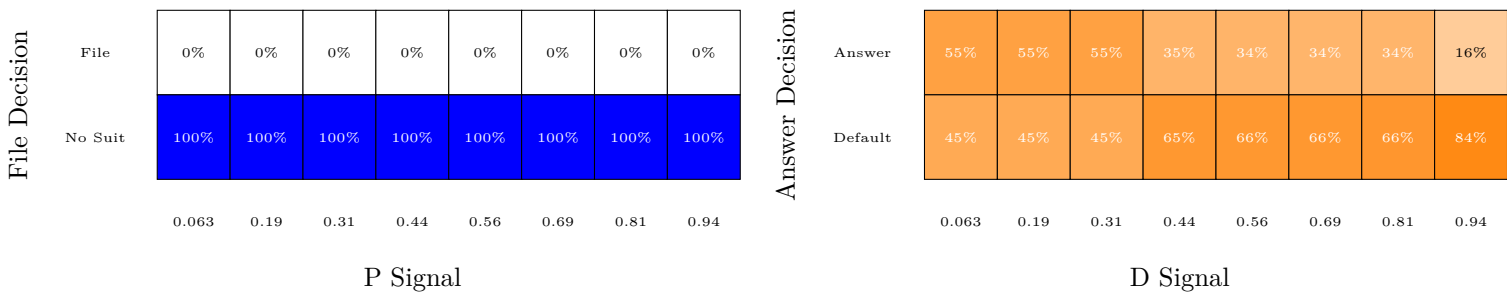 File Decision
File 0% 0% 0% 0% 0% 0% 0% 0%
No Suit 100% 100% 100% 100% 100% 100% 100% 100%
0.063 0.19 0.31 0.44 0.56 0.69 0.81 0.94
P Signal
Answer Decision
Answer 55% 55% 55% 35% 34% 34% 34% 16%
Default 45% 45% 45% 65% 66% 66% 66% 84%
0.063 0.19 0.31 0.44 0.56 0.69 0.81 0.94
D Signal